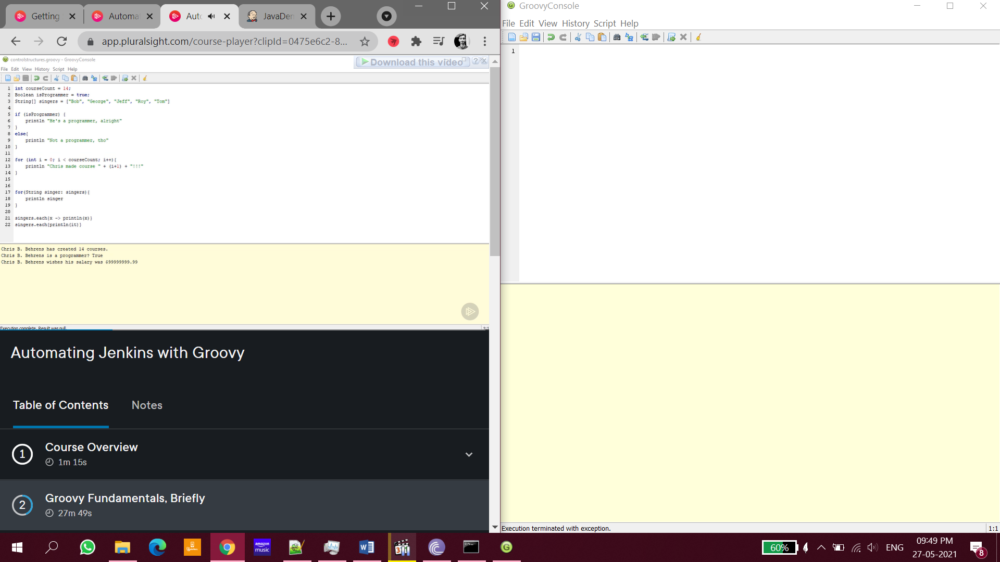 Getting
Automa
Auto
JavaDem
app.pluralsight.com/course-player?clipId=0475e6c2-8...
controlstructures.groovy - GroovyConsole
Download this video
File Edit View History Script Help
1 int courseCount = 14;
2 Boolean isProgrammer = true;
3 String[] singers = ["Bob", "George", "Jeff", "Roy", "Tom"]
4
5 if (isProgrammer) {
6 println "He's a programmer, alright"
7 }
8 else{
9 println "Not a programmer, tho"
10 }
11
12 for (int i = 0; i < courseCount; i++){
13 println "Chris made course " + (i+1) + "!!!"
14 }
15
16
17 for(String singer: singers){
18 println singer
19 }
20
21 singers.each{x -> println(x)}
22 singers.each{println(it)}
Chris B. Behrens has created 14 courses.
Chris B. Behrens is a programmer? True
Chris B. Behrens wishes his salary was $99999999.99
Execution complete. Result was null.
1:1
Automating Jenkins with Groovy
Table of Contents Notes
1 Course Overview
1m 15s
2 Groovy Fundamentals, Briefly
27m 49s
GroovyConsole
File Edit View History Script Help
1
Execution terminated with exception.
1:1
amazon
music
60%
ENG
09:49 PM
27-05-2021
8